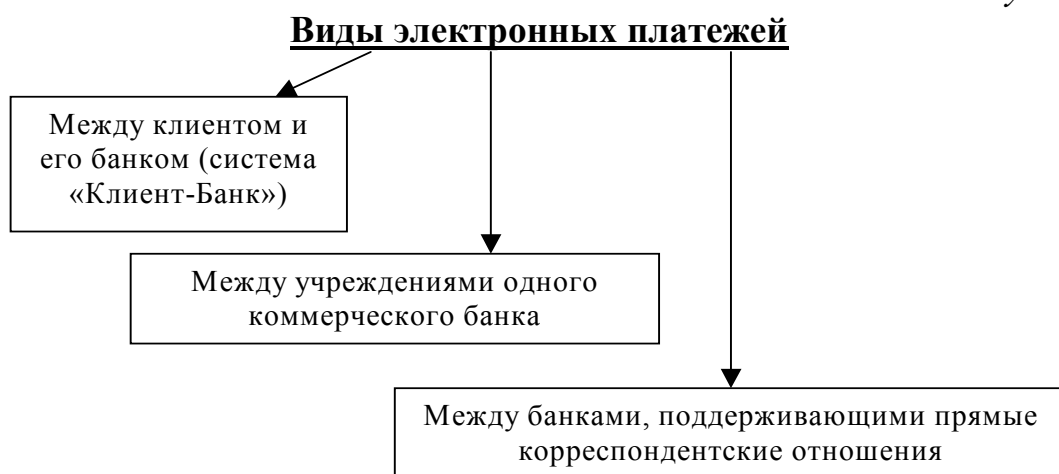 Виды электронных платежей
Между клиентом и
его банком (система
«Клиент-Банк»)
Между учреждениями одного
коммерческого банка
Между банками, поддерживающими прямые
корреспондентские отношения